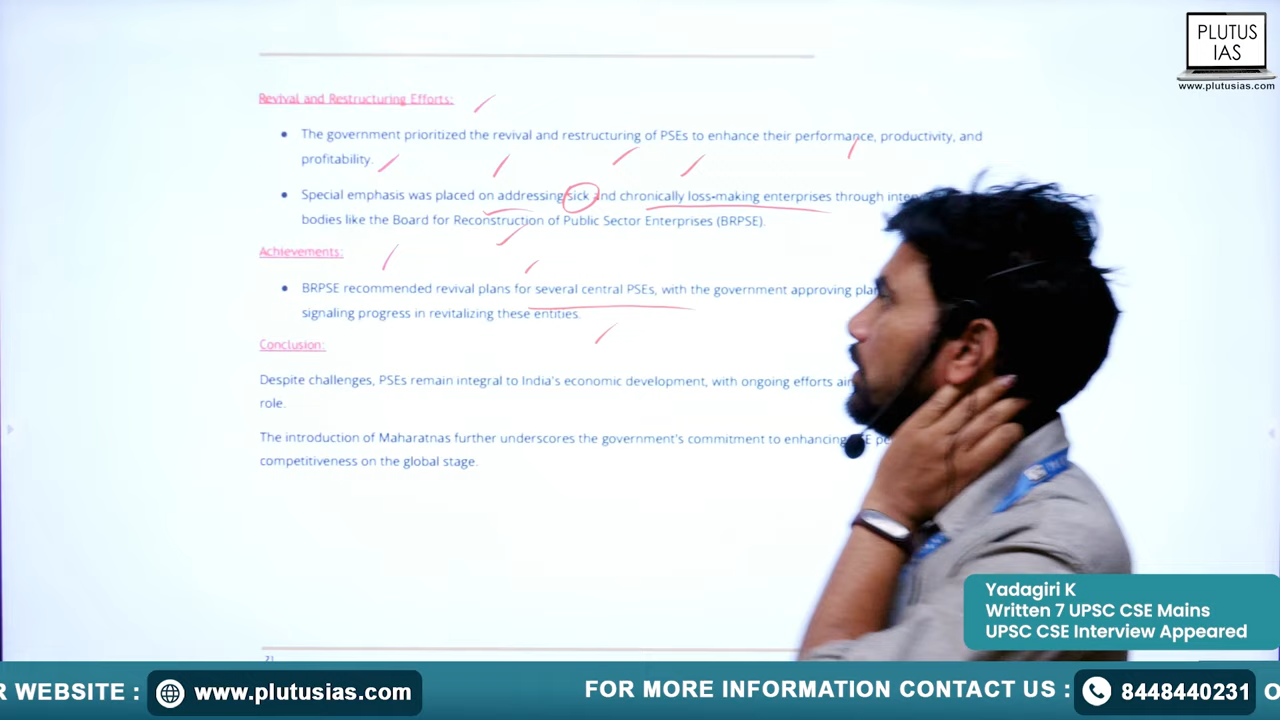 PLUTUS
IAS
www.plutusias.com
Revival and Restructuring Efforts:
• The government prioritized the revival and restructuring of PSEs to enhance their performance, productivity, and
profitability.
• Special emphasis was placed on addressing sick and chronically loss-making enterprises through
bodies like the Board for Reconstruction of Public Sector Enterprises (BRPSE).
Achievements:
• BRPSE recommended revival plans for several central PSEs, with the government approving
signaling progress in revitalizing these entities.
Conclusion:
Despite challenges, PSEs remain integral to India's economic development, with ongoing efforts
role.
The introduction of Maharatnas further underscores the government's commitment to enhancing
competitiveness on the global stage.
71
Yadagiri K
Written 7 UPSC CSE Mains
UPSC CSE Interview Appeared
R WEBSITE : www.plutusias.com FOR MORE INFORMATION CONTACT US : 8448440231 O